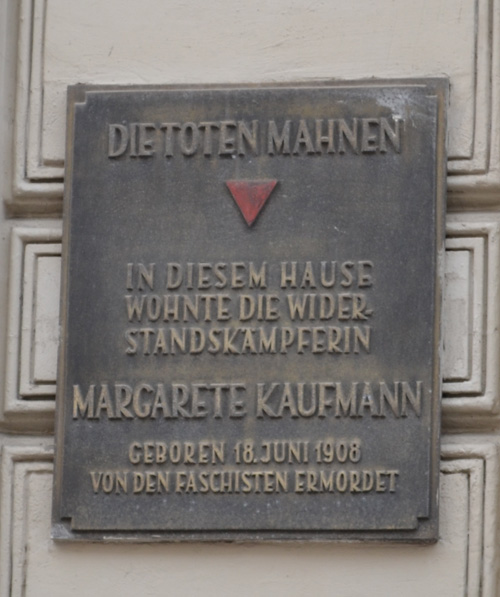 DIE TOTEN MAHNEN
IN DIESEM HAUSE
WOHNTE DIE WIDER-
STANDSKÄMPFERIN
MARGARETE KAUFMANN
GEBOREN 18. JUNI 1908
VON DEN FASCHISTEN ERMORDET